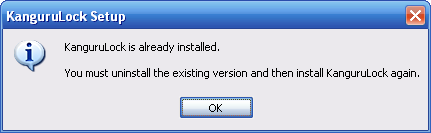 KanguruLock Setup
KanguruLock is already installed.
You must uninstall the existing version and then install KanguruLock again.
OK